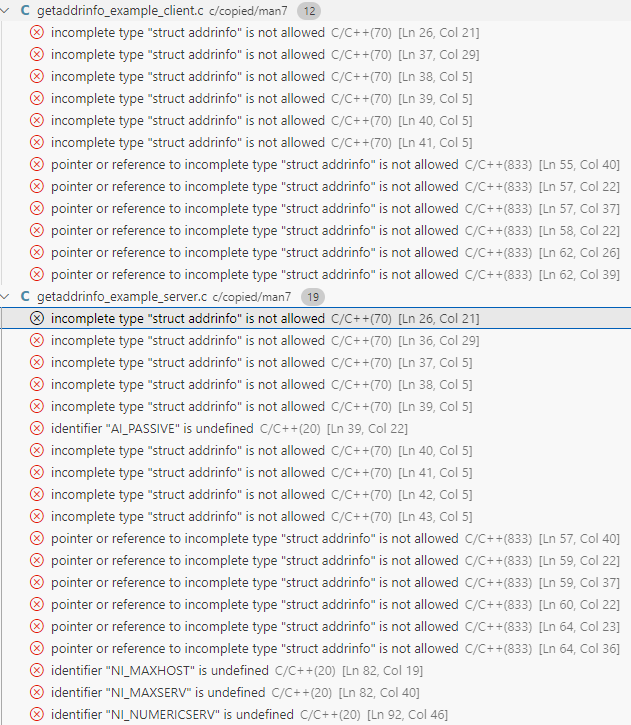 C getaddrinfo_example_client.c c/copied/man7 12
incomplete type "struct addrinfo" is not allowed C/C++(70) [Ln 26, Col 21]
incomplete type "struct addrinfo" is not allowed C/C++(70) [Ln 37, Col 29]
incomplete type "struct addrinfo" is not allowed C/C++(70) [Ln 38, Col 5]
incomplete type "struct addrinfo" is not allowed C/C++(70) [Ln 39, Col 5]
incomplete type "struct addrinfo" is not allowed C/C++(70) [Ln 40, Col 5]
incomplete type "struct addrinfo" is not allowed C/C++(70) [Ln 41, Col 5]
pointer or reference to incomplete type "struct addrinfo" is not allowed C/C++(833) [Ln 55, Col 40]
pointer or reference to incomplete type "struct addrinfo" is not allowed C/C++(833) [Ln 57, Col 22]
pointer or reference to incomplete type "struct addrinfo" is not allowed C/C++(833) [Ln 57, Col 37]
pointer or reference to incomplete type "struct addrinfo" is not allowed C/C++(833) [Ln 58, Col 22]
pointer or reference to incomplete type "struct addrinfo" is not allowed C/C++(833) [Ln 62, Col 26]
pointer or reference to incomplete type "struct addrinfo" is not allowed C/C++(833) [Ln 62, Col 39]
C getaddrinfo_example_server.c c/copied/man7 19
incomplete type "struct addrinfo" is not allowed C/C++(70) [Ln 26, Col 21]
incomplete type "struct addrinfo" is not allowed C/C++(70) [Ln 36, Col 29]
incomplete type "struct addrinfo" is not allowed C/C++(70) [Ln 37, Col 5]
incomplete type "struct addrinfo" is not allowed C/C++(70) [Ln 38, Col 5]
incomplete type "struct addrinfo" is not allowed C/C++(70) [Ln 39, Col 5]
identifier "AI_PASSIVE" is undefined C/C++(20) [Ln 39, Col 22]
incomplete type "struct addrinfo" is not allowed C/C++(70) [Ln 40, Col 5]
incomplete type "struct addrinfo" is not allowed C/C++(70) [Ln 41, Col 5]
incomplete type "struct addrinfo" is not allowed C/C++(70) [Ln 42, Col 5]
incomplete type "struct addrinfo" is not allowed C/C++(70) [Ln 43, Col 5]
pointer or reference to incomplete type "struct addrinfo" is not allowed C/C++(833) [Ln 57, Col 40]
pointer or reference to incomplete type "struct addrinfo" is not allowed C/C++(833) [Ln 59, Col 22]
pointer or reference to incomplete type "struct addrinfo" is not allowed C/C++(833) [Ln 59, Col 37]
pointer or reference to incomplete type "struct addrinfo" is not allowed C/C++(833) [Ln 60, Col 22]
pointer or reference to incomplete type "struct addrinfo" is not allowed C/C++(833) [Ln 64, Col 23]
pointer or reference to incomplete type "struct addrinfo" is not allowed C/C++(833) [Ln 64, Col 36]
identifier "NI_MAXHOST" is undefined C/C++(20) [Ln 82, Col 19]
identifier "NI_MAXSERV" is undefined C/C++(20) [Ln 82, Col 40]
identifier "NI_NUMERICSERV" is undefined C/C++(20) [Ln 92, Col 46]